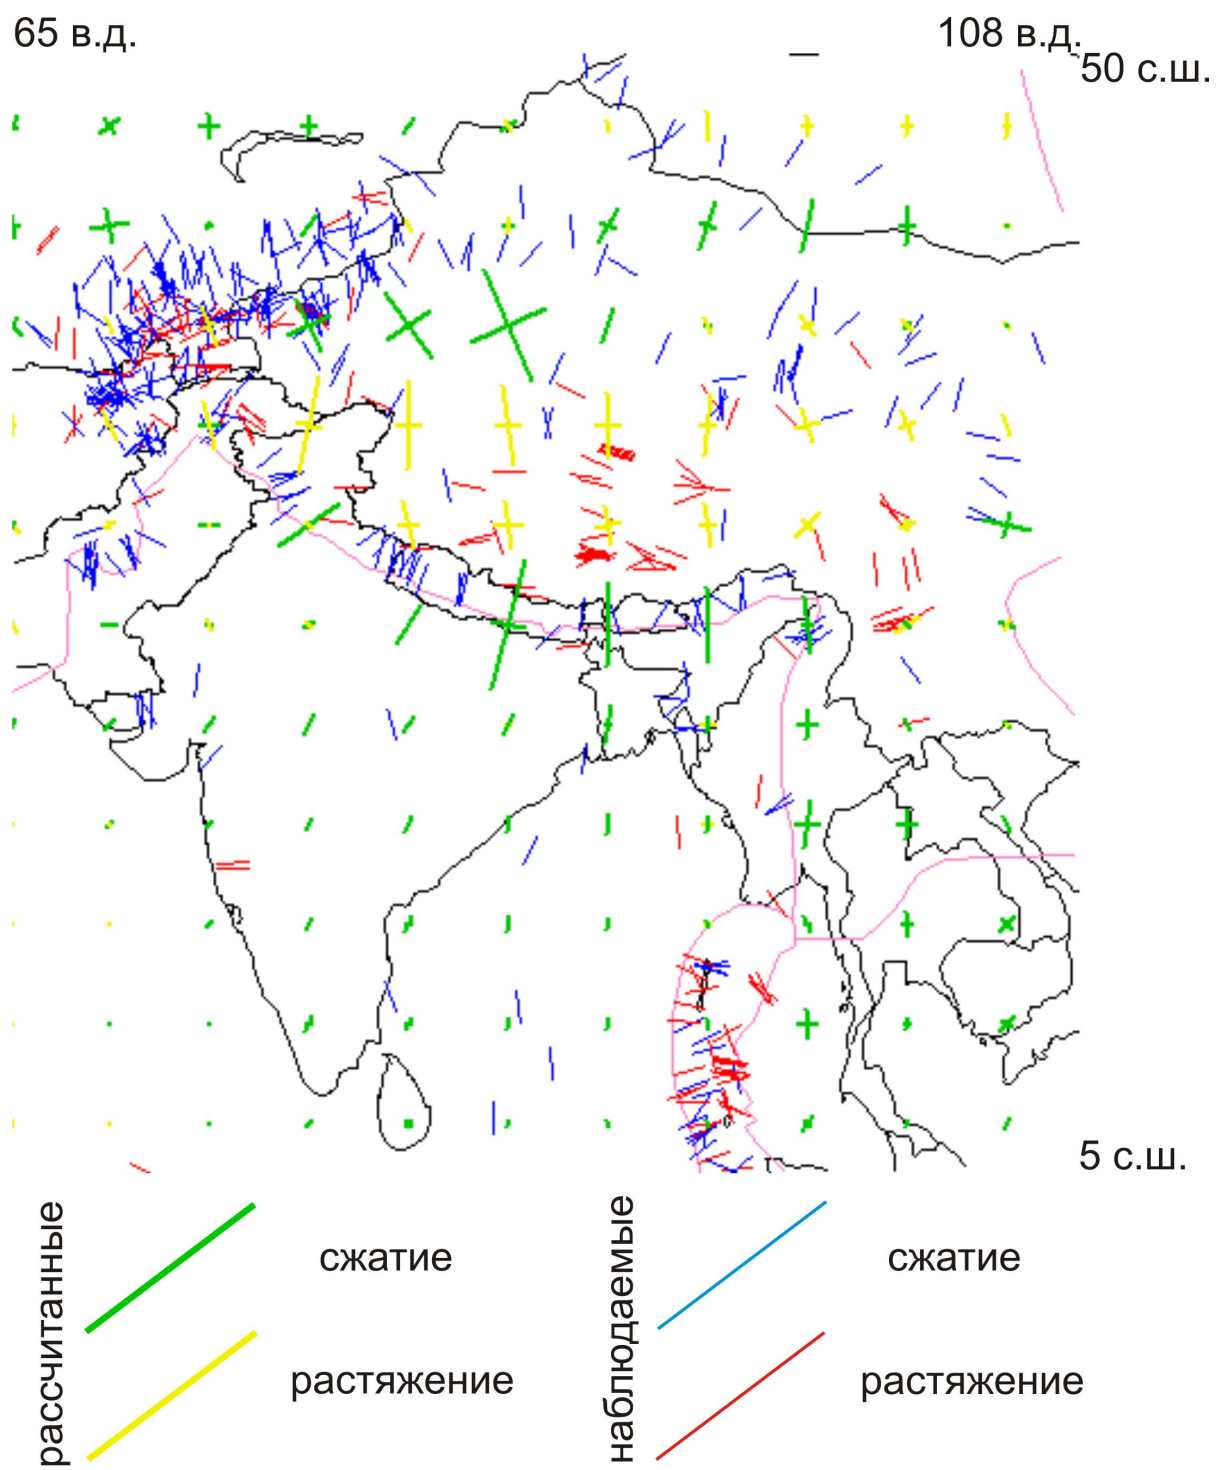 65 в.д.
108 в.д.
50 с.ш.
5 с.ш.
рассчитанные
сжатие
растяжение
наблюдаемые
сжатие
растяжение